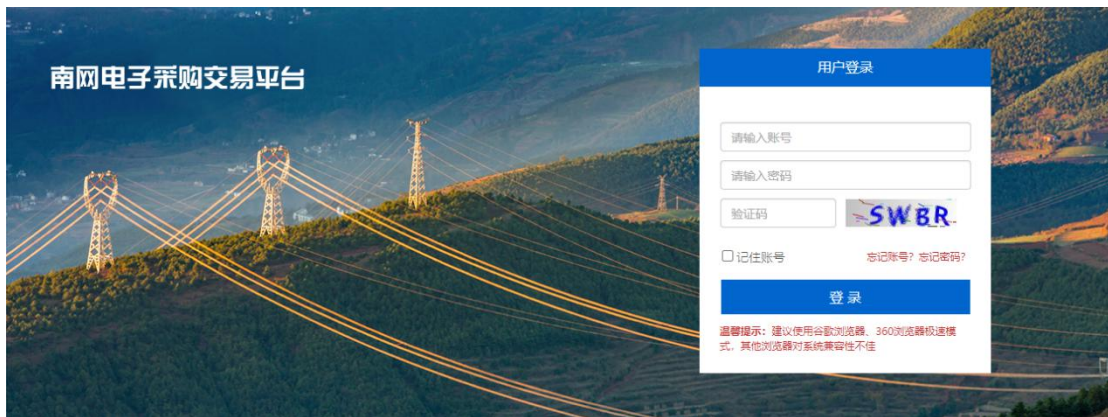 南网电子采购交易平台
用户登录
请输入账号
请输入密码
验证码
SWBR
记住账号
忘记账号？忘记密码？
登 录
温馨提示：建议使用谷歌浏览器、360浏览器极速模
式，其他浏览器对系统兼容性不佳